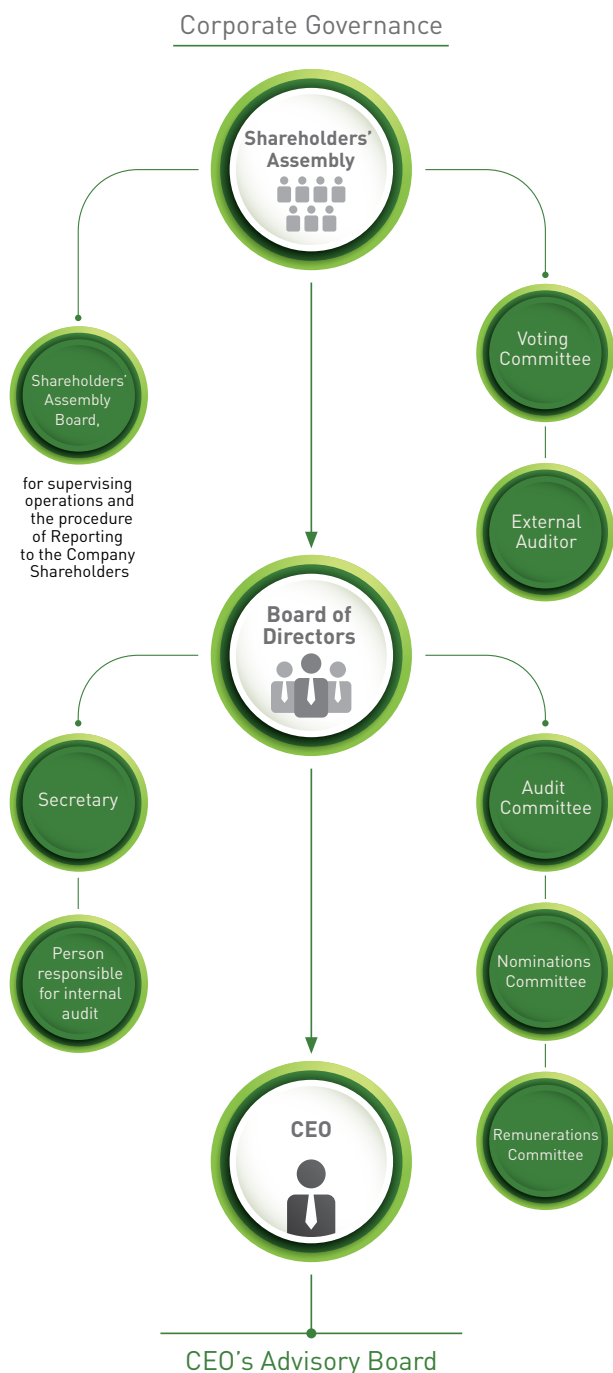 Corporate Governance
Shareholders'
Assembly
Shareholders'
Assembly
Board,
for supervising
operations and
the procedure
of Reporting
to the Company
Shareholders
Voting
Committee
External
Auditor
Board of
Directors
Secretary
Person
responsible
for internal
audit
Audit
Committee
Nominations
Committee
Remunerations
Committee
CEO
CEO's Advisory Board